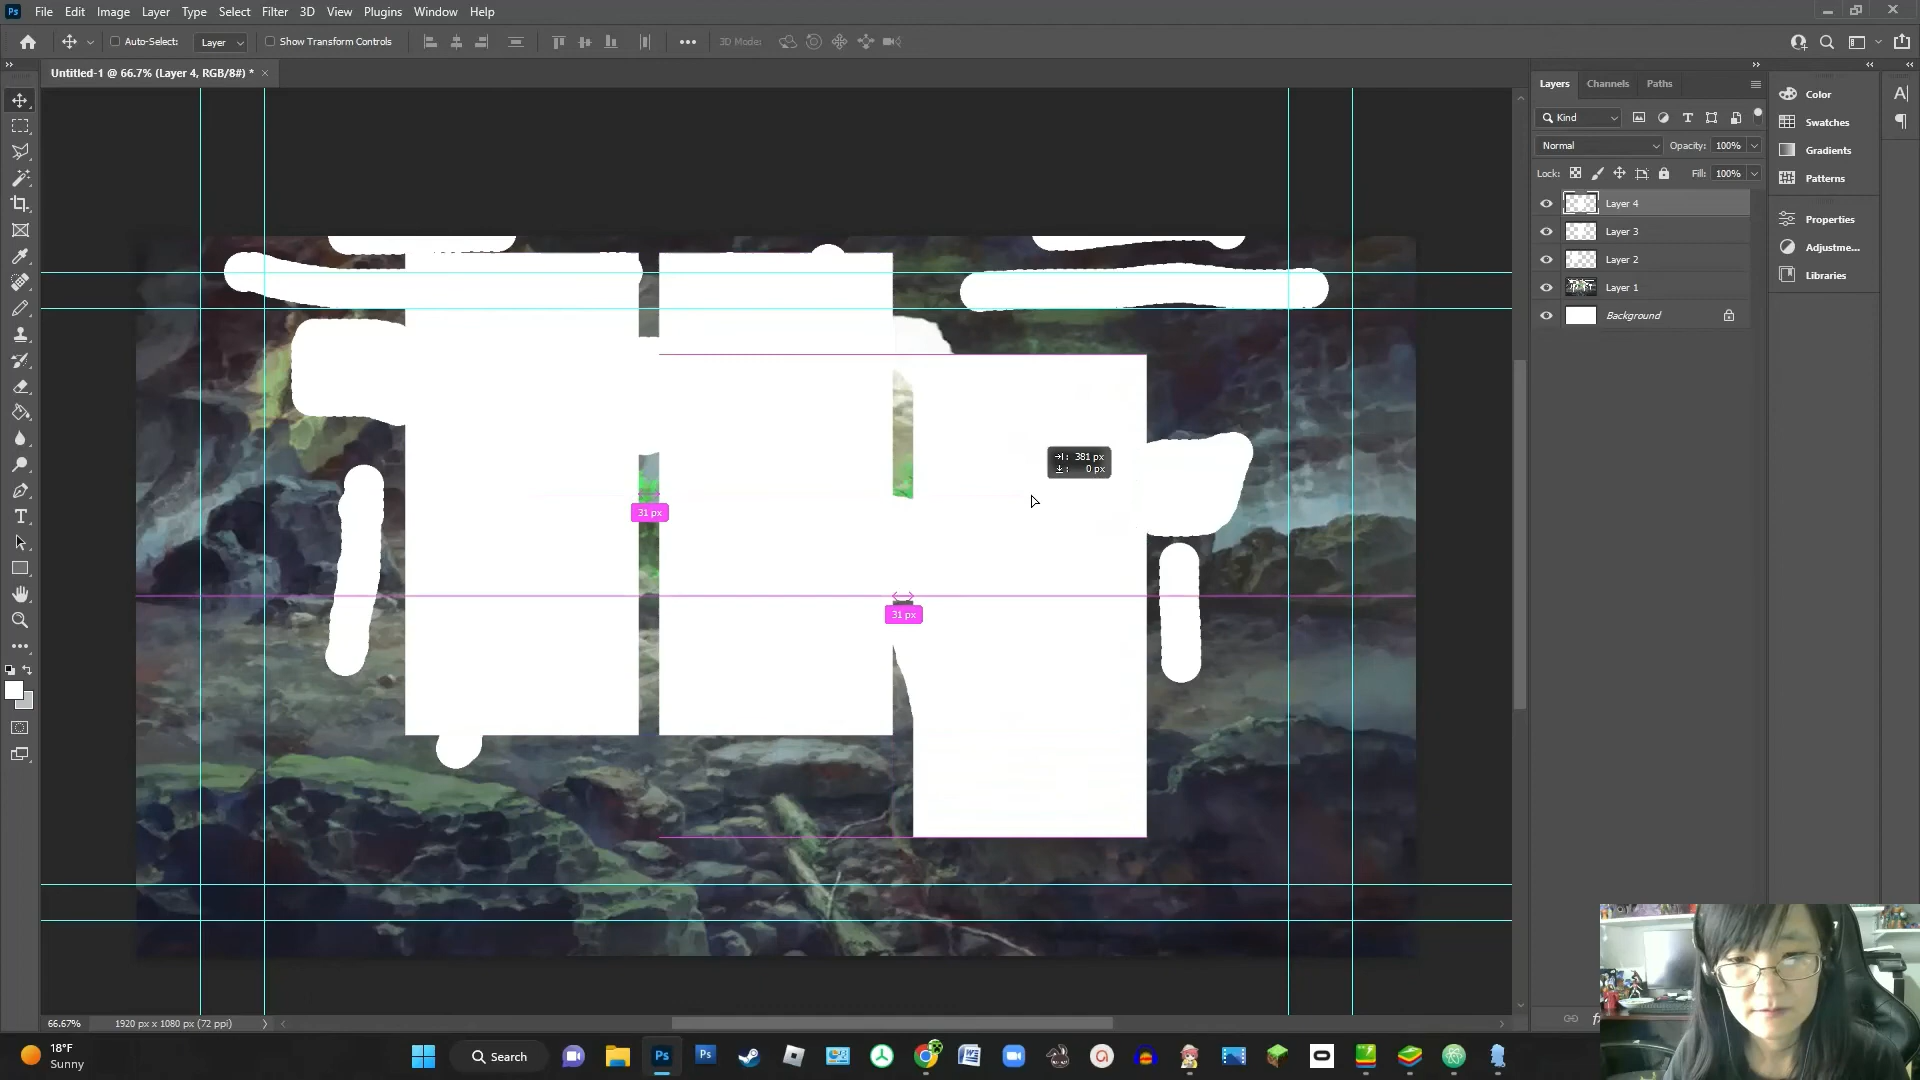 Ps File Edit Image Layer Type Select Filter 3D View Plugins Window Help
Auto-Select: Layer Show Transform Controls 3D Mode:
Untitled-1 @ 66.7% (Layer 4, RGB/8#) *
Layers Channels Paths
Color
Kind
Swatches
Normal Opacity: 100%
Gradients
Lock: Fill: 100%
Patterns
Layer 4
Properties
Layer 3
Adjustme...
Layer 2
Libraries
Layer 1
Background
381 px
0 px
31 px
31 px
66.67% 1920 px x 1080 px (72 ppi)
18°F
Sunny
Search
Ps
Ps